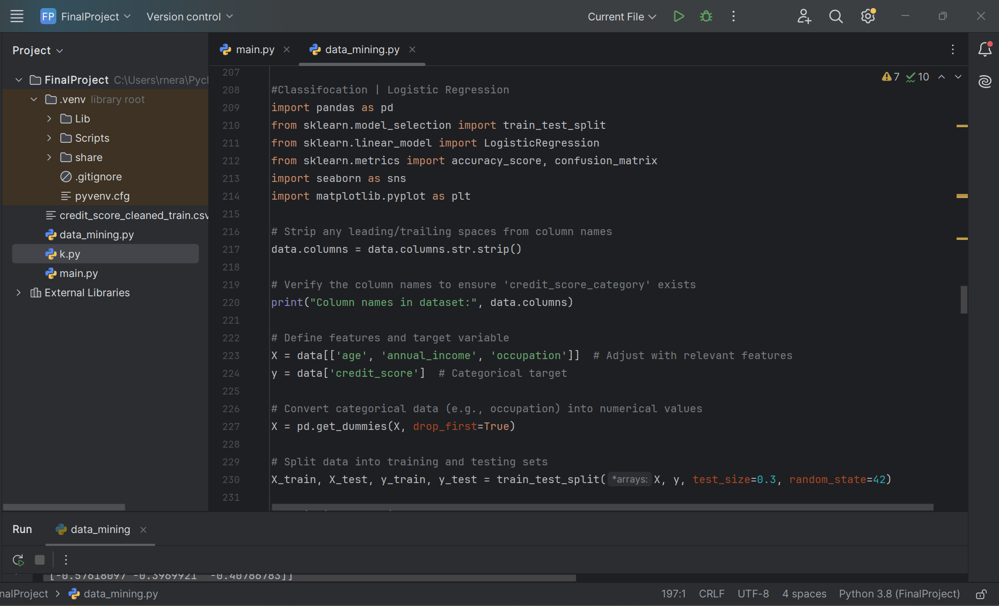 FP FinalProject Version control Current File
Project
main.py data_mining.py
FinalProject C:\Users\rnera\Pycl
.venv library root
Lib
Scripts
share
.gitignore
pyvenv.cfg
credit_score_cleaned_train.csv
data_mining.py
k.py
main.py
External Libraries
7 10
207
208 #Classifocation | Logistic Regression
209 import pandas as pd
210 from sklearn.model_selection import train_test_split
211 from sklearn.linear_model import LogisticRegression
212 from sklearn.metrics import accuracy_score, confusion_matrix
213 import seaborn as sns
214 import matplotlib.pyplot as plt
215
216 # Strip any leading/trailing spaces from column names
217 data.columns = data.columns.str.strip()
218
219 # Verify the column names to ensure 'credit_score_category' exists
220 print("Column names in dataset:", data.columns)
221
222 # Define features and target variable
223 X = data[['age', 'annual_income', 'occupation']]  # Adjust with relevant features
224 y = data['credit_score']  # Categorical target
225
226 # Convert categorical data (e.g., occupation) into numerical values
227 X = pd.get_dummies(X, drop_first=True)
228
229 # Split data into training and testing sets
230 X_train, X_test, y_train, y_test = train_test_split( *arrays: X, y, test_size=0.3, random_state=42)
231
Run data_mining
[-0.57618097 -0.3969921  -0.40786783]]
nalProject > data_mining.py
197:1 CRLF UTF-8 4 spaces Python 3.8 (FinalProject)